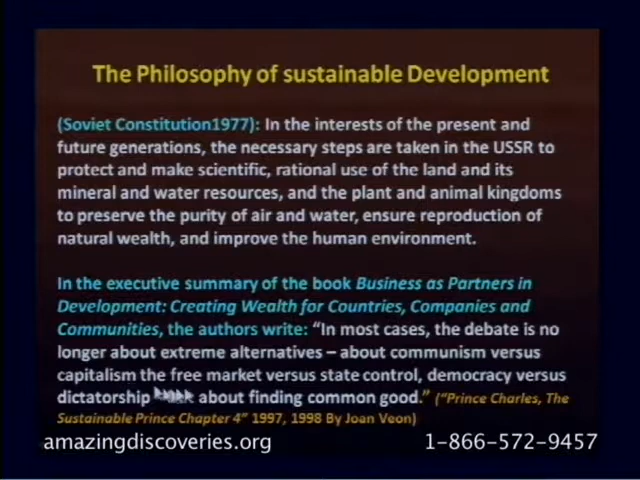 The Philosophy of sustainable Development
(Soviet Constitution1977): In the interests of the present and
future generations, the necessary steps are taken in the USSR to
protect and make scientific, rational use of the land and its
mineral and water resources, and the plant and animal kingdoms
to preserve the purity of air and water, ensure reproduction of
natural wealth, and improve the human environment.
In the executive summary of the book Business as Partners in
Development: Creating Wealth for Countries, Companies and
Communities, the authors write: “In most cases, the debate is no
longer about extreme alternatives – about communism versus
capitalism the free market versus state control, democracy versus
dictatorship about finding common good.” (“Prince Charles, The
Sustainable Prince Chapter 4” 1997, 1998 By Joan Veon)
amazingdiscoveries.org 1-866-572-9457